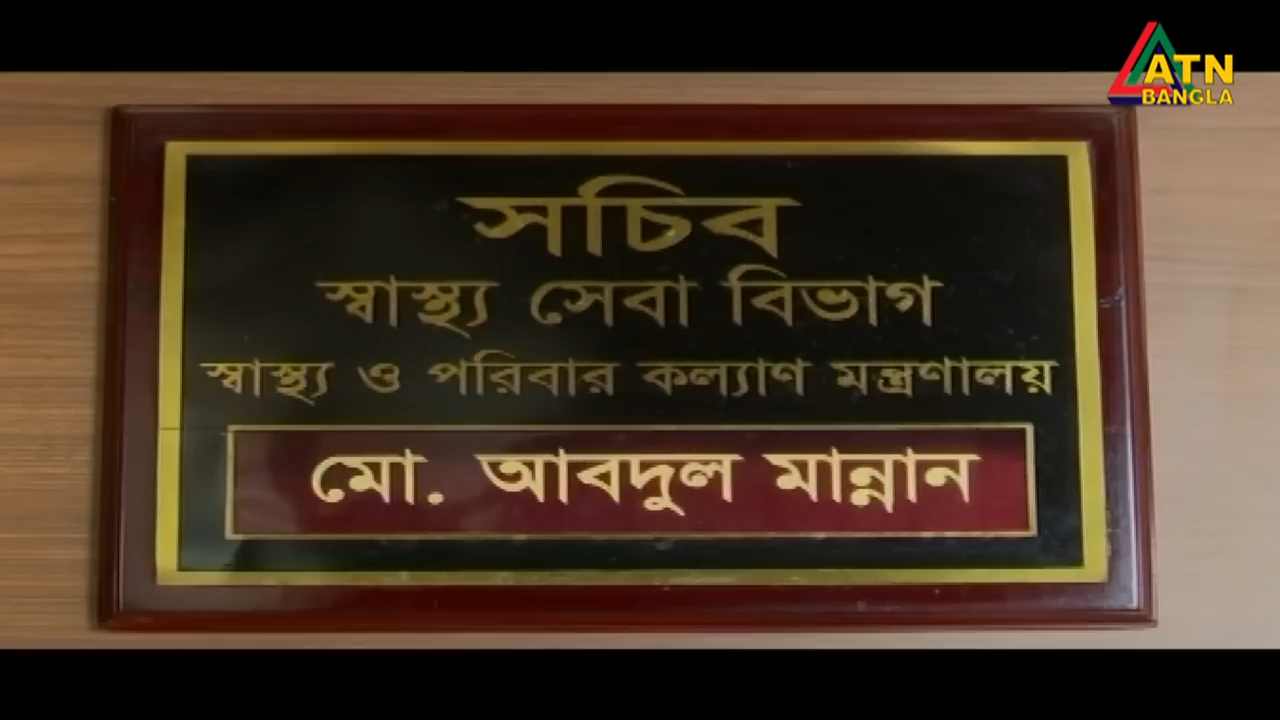 ATN
BANGLA
সচিব
স্বাস্থ্য সেবা বিভাগ
স্বাস্থ্য ও পরিবার কল্যাণ মন্ত্রণালয়
মো. আবদুল মান্নান